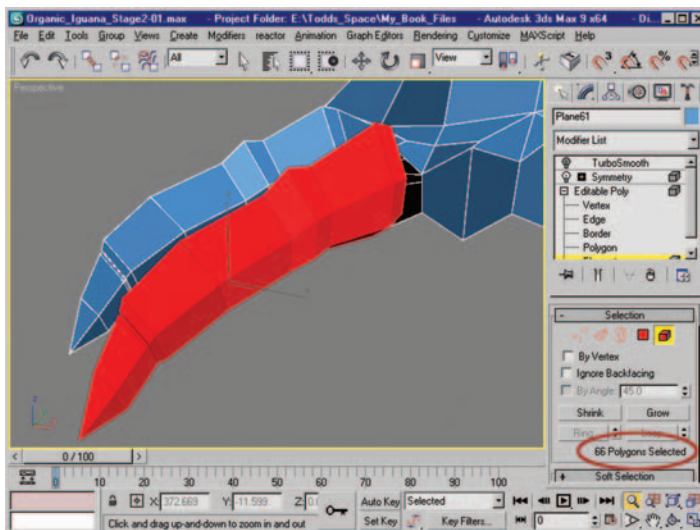 Organic_Iguana_Stage2-01.max - Project Folder: E:\Todds_Space\My_Book_Files - Autodesk 3ds Max 9 x64 - Di...
File Edit Tools Group Views Create Modifiers reactor Animation Graph Editors Rendering Customize MAXScript Help
All
View
Perspective
Plane61
Modifier List
TurboSmooth
Symmetry
Editable Poly
Vertex
Edge
Border
Polygon
Selection
By Vertex
Ignore Backfacing
By Angle: 45.0
Shrink Grow
Ring
66 Polygons Selected
Soft Selection
0 / 100
0 10 20 30 40 50 60 70 80 90 100
X: 372.669 Y: -11.599
Auto Key Selected
Click and drag up-and-down to zoom in and out
Set Key Key Filters... 0